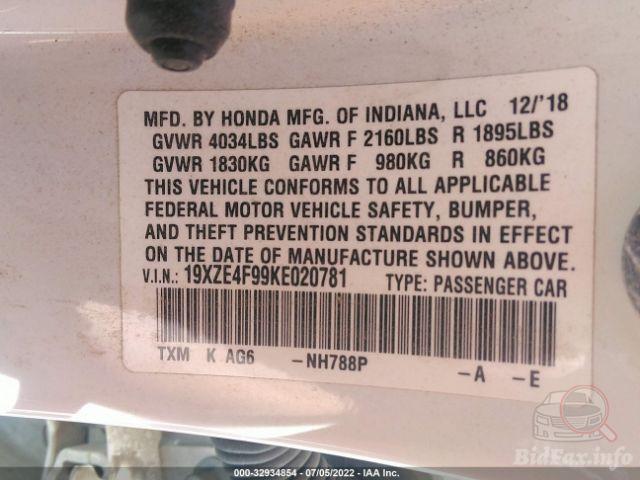 MFD. BY HONDA MFG. OF INDIANA, LLC 12/'18
GVWR 4034LBS GAWR F 2160LBS R 1895LBS
GVWR 1830KG GAWR F 980KG R 860KG
THIS VEHICLE CONFORMS TO ALL APPLICABLE
FEDERAL MOTOR VEHICLE SAFETY, BUMPER,
AND THEFT PREVENTION STANDARDS IN EFFECT
ON THE DATE OF MANUFACTURE SHOWN ABOVE.
V.I.N.: 19XZE4F99KE020781 TYPE: PASSENGER CAR
TXM K AG6 -NH788P -A -E
BidFax.info
000-32934854 / 07/05/2022 / IAA Inc.